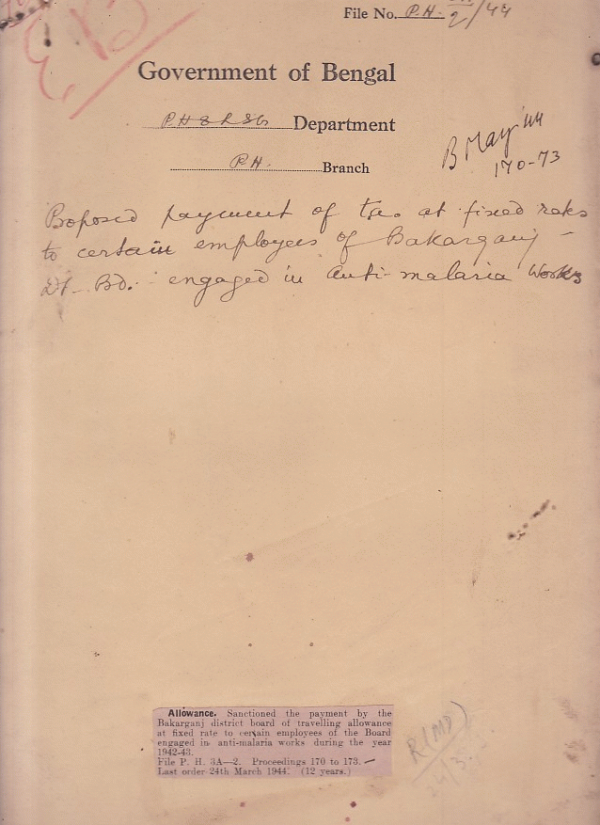 File No. P.H. 2/44
Government of Bengal
Department
P.H. Branch
B May '44
170-73
Proposed payment of T.A. at fixed rates
to certain employees of Bakarganj
Dt. Bd. engaged in anti-malaria works
Allowance. Sanctioned the payment by the
Bakarganj district board of travelling allowance
at fixed rate to certain employees of the Board
engaged in anti-malaria works during the year
1942-43.
File P. H. 3A—2. Proceedings 170 to 173.
Last order 24th March 1944. (12 years.)